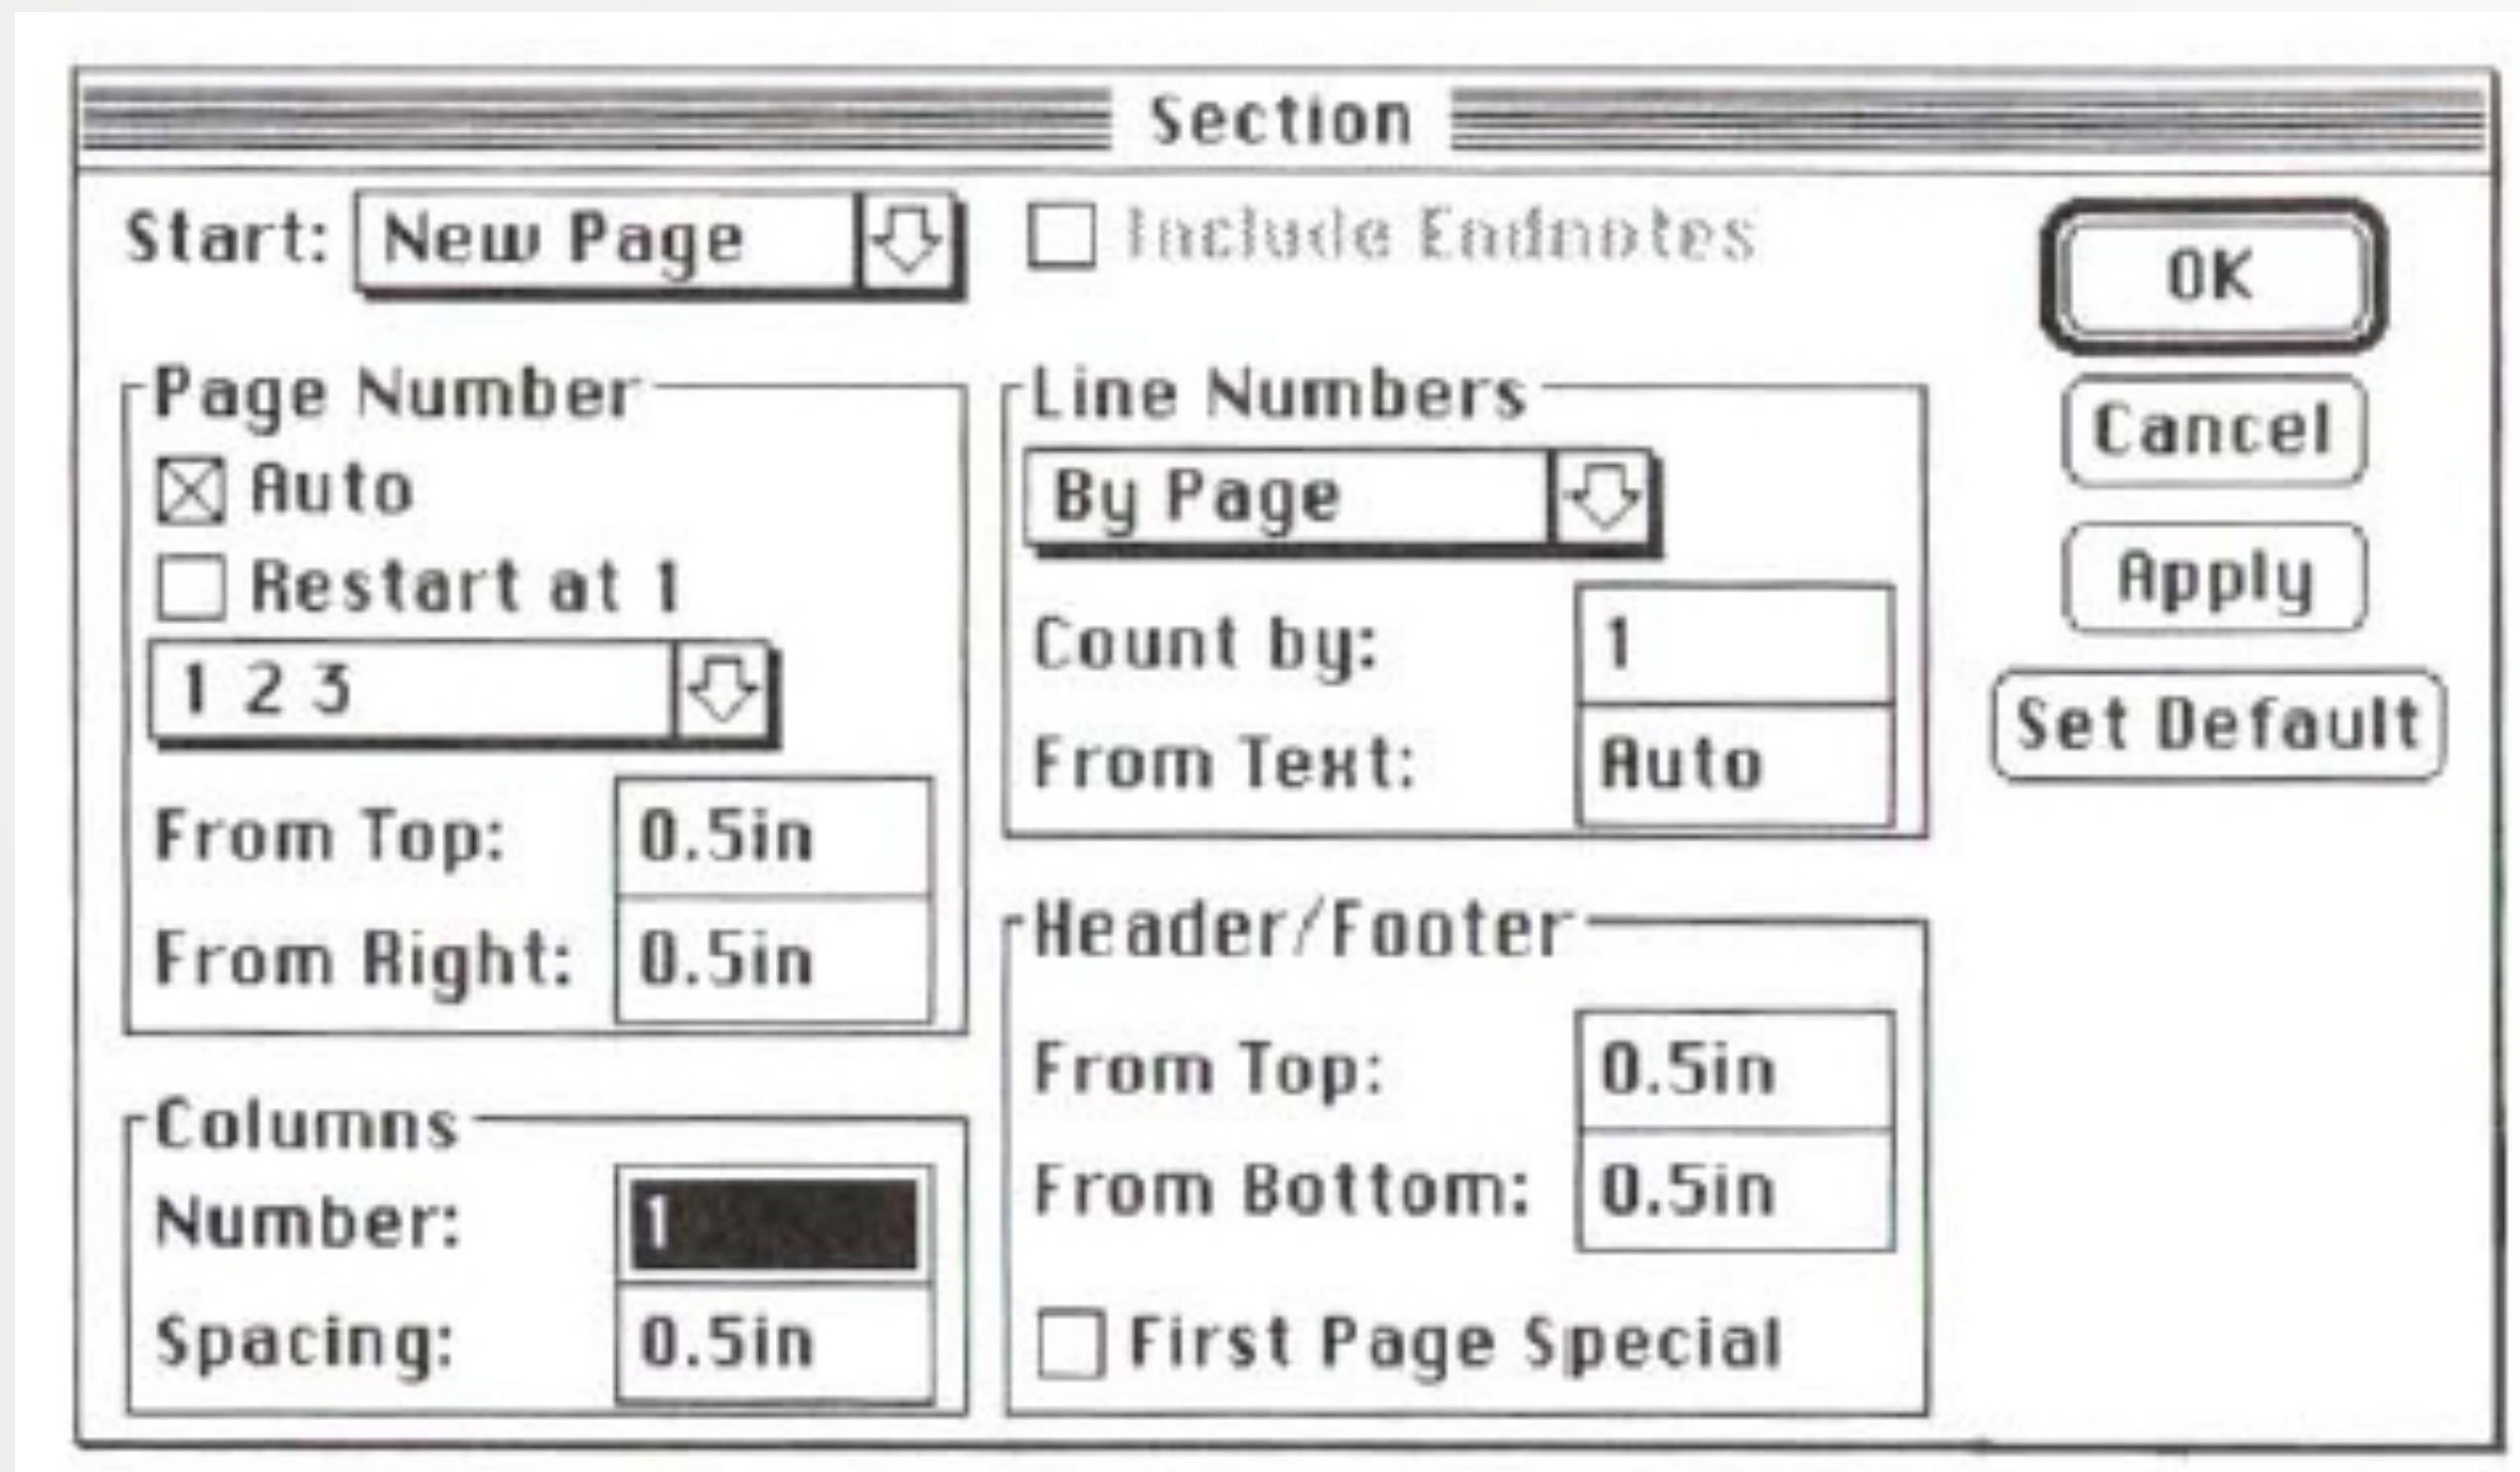 Section
Start: New Page
Include Endnotes
OK
Cancel
Apply
Set Default
Page Number
Auto
Restart at 1
1 2 3
From Top: 0.5in
From Right: 0.5in
Columns
Number: 1
Spacing: 0.5in
Line Numbers
By Page
Count by: 1
From Text: Auto
Header/Footer
From Top: 0.5in
From Bottom: 0.5in
First Page Special